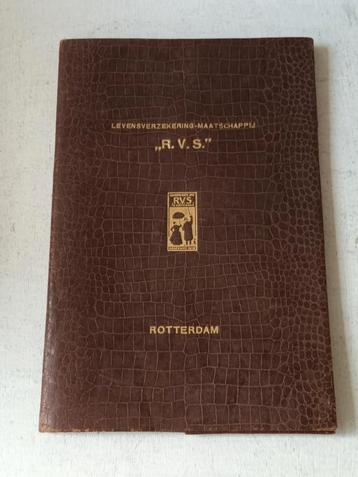 LEVENSVERZEKERING-MAATSCHAPPIJ
„R.V.S.”
RVS
ROTTERDAM